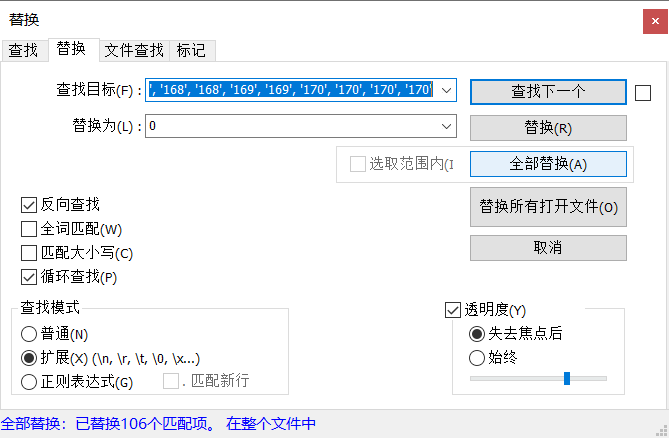 替换
查找 替换 文件查找 标记
查找目标(F) : ', '168', '168', '169', '169', '170', '170', '170', '170' 查找下一个
替换为(L) : 0 替换(R)
选取范围内(I 全部替换(A)
反向查找 替换所有打开文件(O)
全词匹配(W)
匹配大小写(C) 取消
循环查找(P)
查找模式 透明度(Y)
普通(N) 失去焦点后
扩展(X) (\n, \r, \t, \0, \x...) 始终
正则表达式(G) . 匹配新行
全部替换：已替换106个匹配项。 在整个文件中